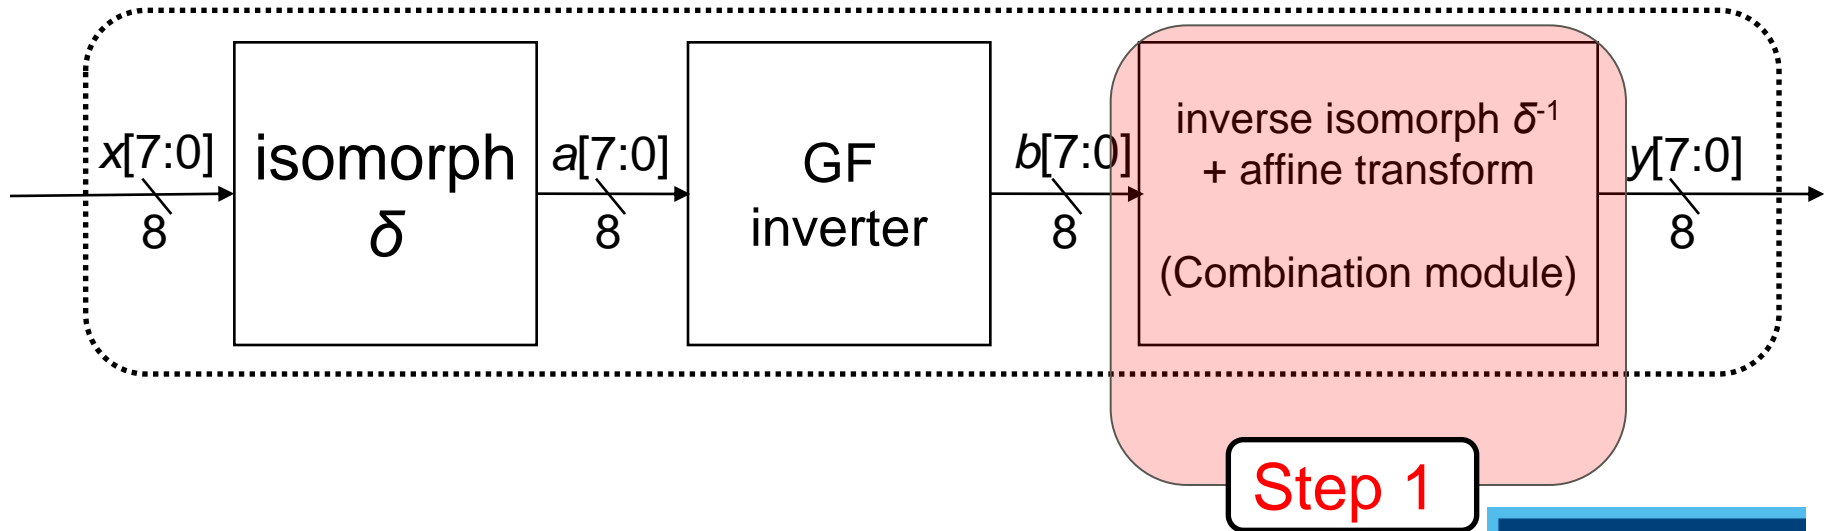 x[7:0]
8
isomorph
δ
a[7:0]
8
GF
inverter
b[7:0]
8
inverse isomorph δ-1
+ affine transform
(Combination module)
y[7:0]
8
Step 1